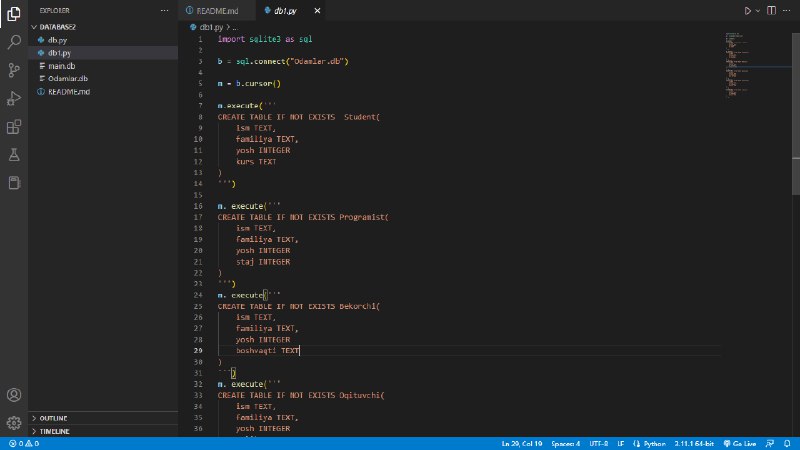 EXPLORER
DATABASE2
db.py
db1.py
main.db
Odamlar.db
README.md
OUTLINE
TIMELINE
README.md
db1.py
db1.py > ...
1 import sqlite3 as sql
2
3 b = sql.connect("Odamlar.db")
4
5 m = b.cursor()
6
7 m.execute('''
8 CREATE TABLE IF NOT EXISTS  Student(
9 ism TEXT,
10 familiya TEXT,
11 yosh INTEGER
12 kurs TEXT
13 )
14 ''')
15
16 m. execute('''
17 CREATE TABLE IF NOT EXISTS Programist(
18 ism TEXT,
19 familiya TEXT,
20 yosh INTEGER
21 staj INTEGER
22 )
23 ''')
24 m. execute('''
25 CREATE TABLE IF NOT EXISTS Bekorchi(
26 ism TEXT,
27 familiya TEXT,
28 yosh INTEGER
29 boshvaqti TEXT
30 )
31 ''')
32 m. execute('''
33 CREATE TABLE IF NOT EXISTS Oqituvchi(
34 ism TEXT,
35 familiya TEXT,
36 yosh INTEGER
0 0 Ln 29, Col 19 Spaces: 4 UTF-8 LF Python 3.11.1 64-bit Go Live